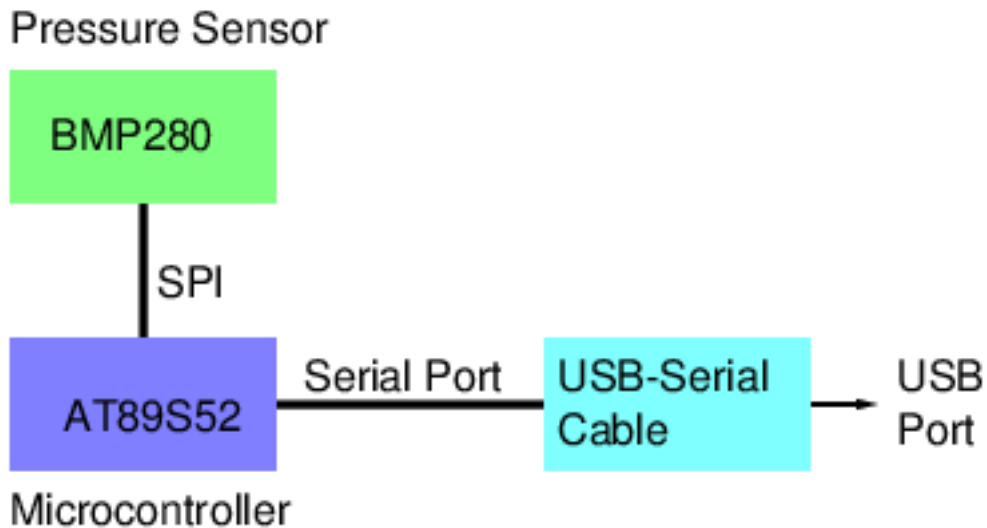 Pressure Sensor
BMP280
SPI
AT89S52
Microcontroller
Serial Port
USB-Serial
Cable
USB
Port